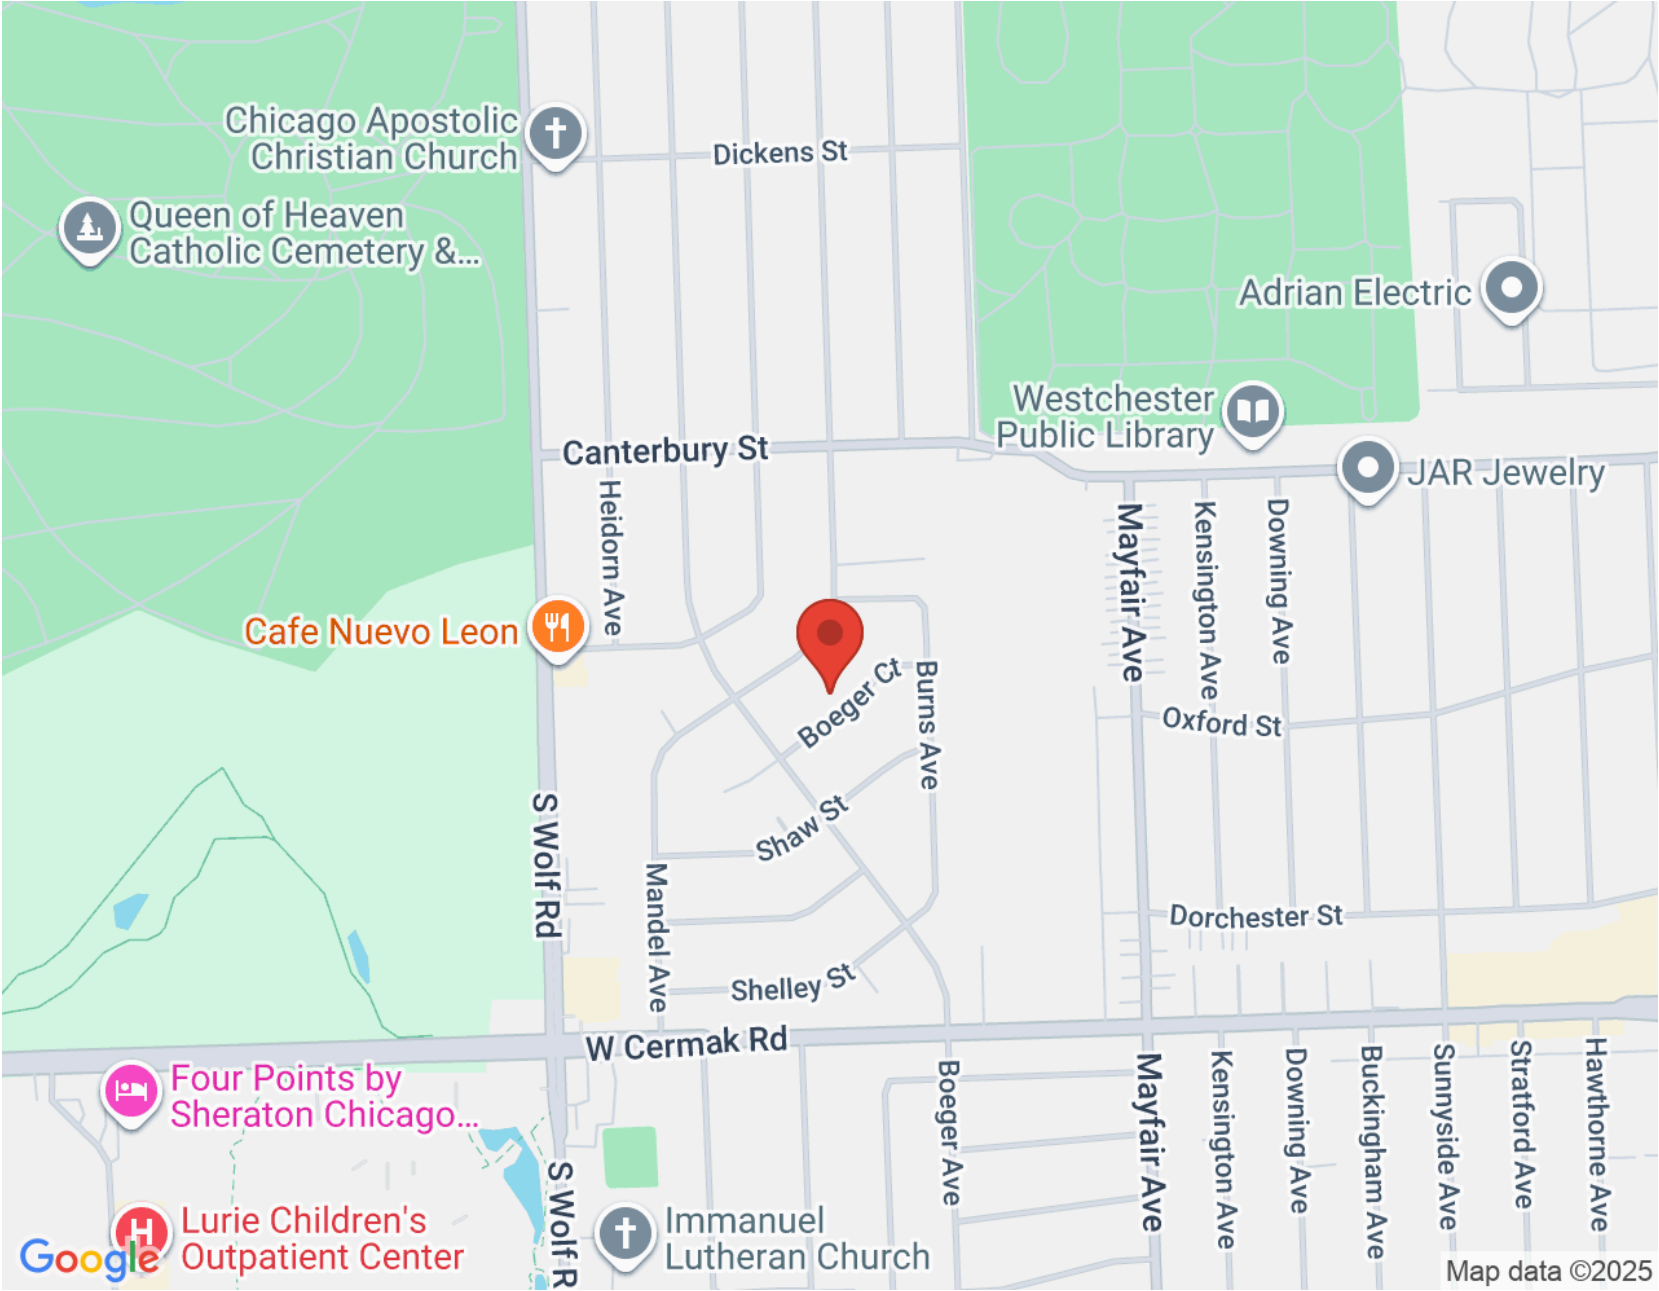 Chicago Apostolic
Christian Church
Dickens St
Queen of Heaven
Catholic Cemetery &...
Adrian Electric
Westchester
Public Library
Canterbury St
JAR Jewelry
Heidorn Ave
Mayfair Ave
Kensington Ave
Downing Ave
Cafe Nuevo Leon
Boeger Ct
Burns Ave
Oxford St
S Wolf Rd
Shaw St
Mandel Ave
Dorchester St
Shelley St
W Cermak Rd
Four Points by
Sheraton Chicago...
Boeger Ave
Mayfair Ave
Kensington Ave
Downing Ave
Buckingham Ave
Sunnyside Ave
Stratford Ave
Hawthorne Ave
S Wolf R
Lurie Children's
Outpatient Center
Immanuel
Lutheran Church
H
Google
Map data ©2025